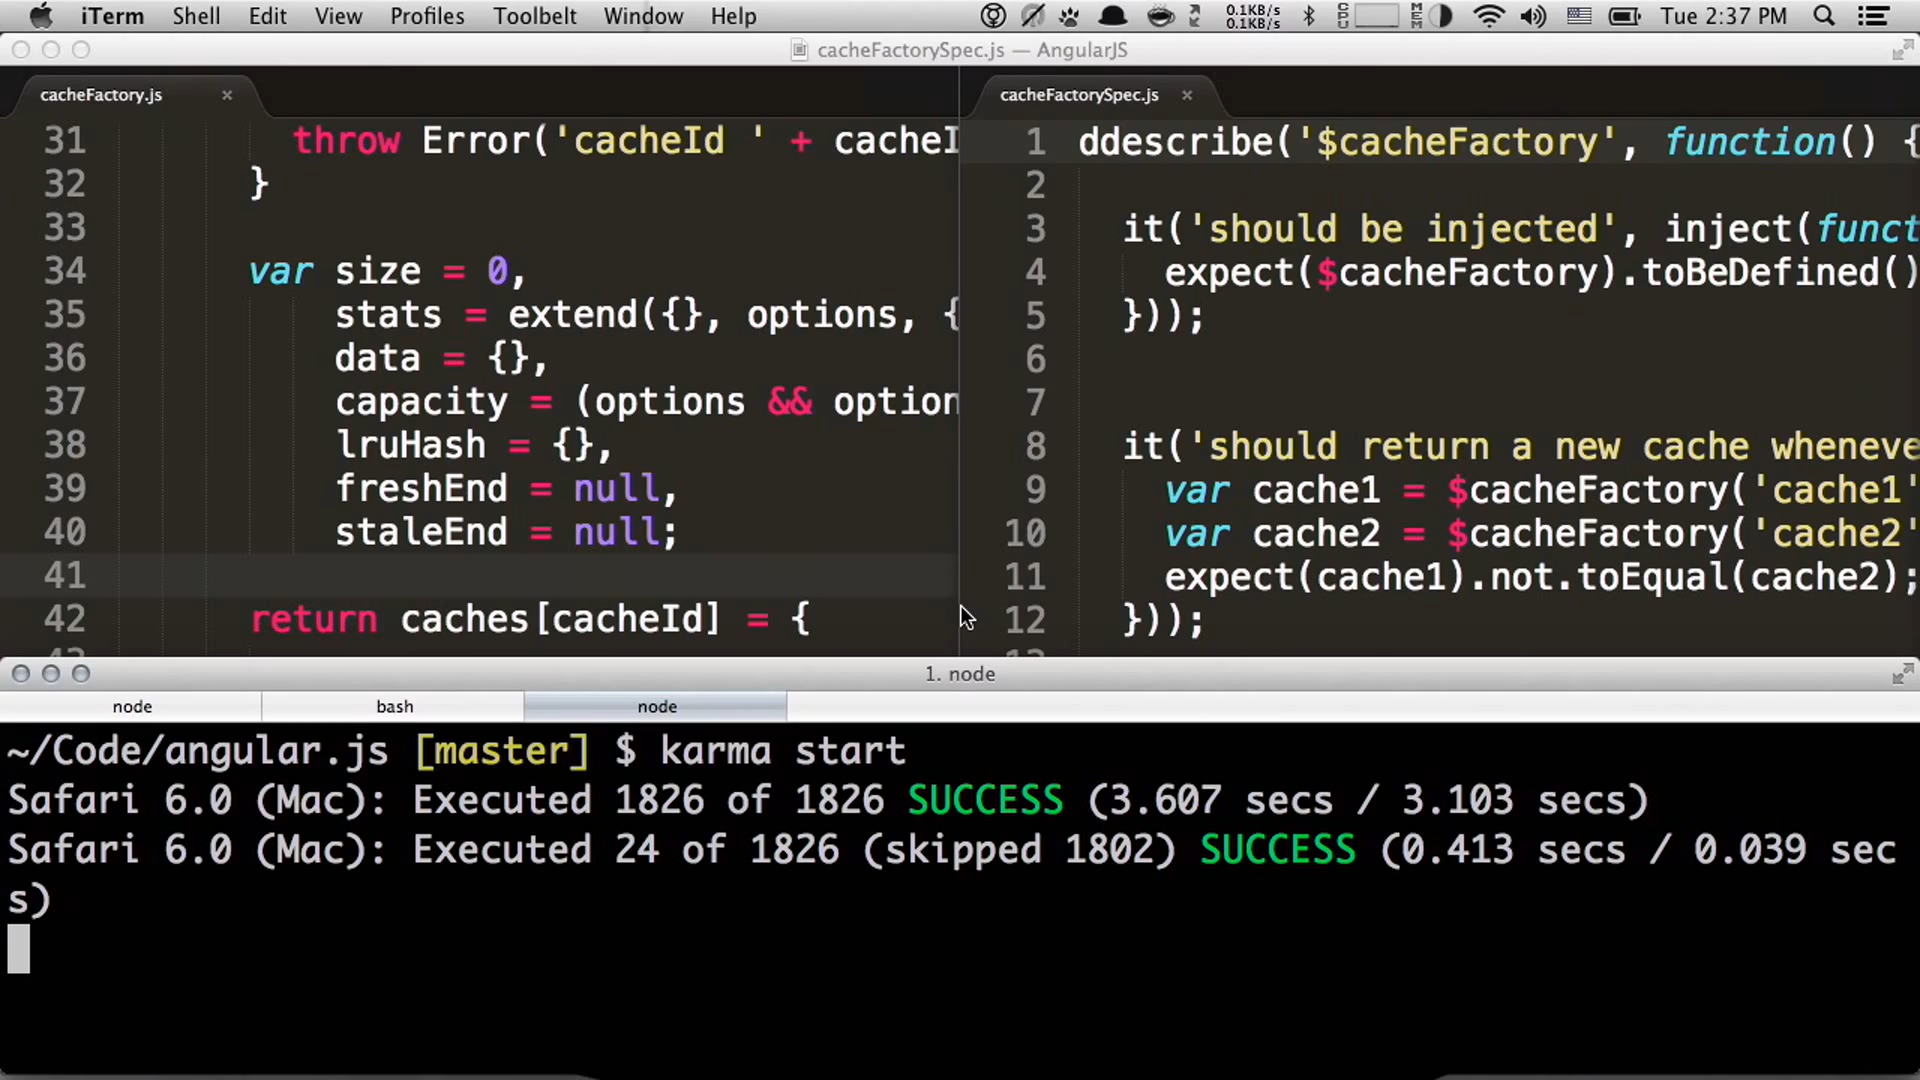 iTerm Shell Edit View Profiles Toolbelt Window Help 0.1KB/s 0.1KB/s CPU MEM Tue 2:37 PM
cacheFactorySpec.js — AngularJS
cacheFactory.js ×
31 throw Error('cacheId ' + cacheI
32 }
33
34 var size = 0,
35 stats = extend({}, options, {
36 data = {},
37 capacity = (options && option
38 lruHash = {},
39 freshEnd = null,
40 staleEnd = null;
41
42 return caches[cacheId] = {
cacheFactorySpec.js ×
1 ddescribe('$cacheFactory', function() {
2
3 it('should be injected', inject(funct
4 expect($cacheFactory).toBeDefined()
5 }));
6
7
8 it('should return a new cache wheneve
9 var cache1 = $cacheFactory('cache1'
10 var cache2 = $cacheFactory('cache2'
11 expect(cache1).not.toEqual(cache2);
12 }));
1. node
node bash node
~/Code/angular.js [master] $ karma start
Safari 6.0 (Mac): Executed 1826 of 1826 SUCCESS (3.607 secs / 3.103 secs)
Safari 6.0 (Mac): Executed 24 of 1826 (skipped 1802) SUCCESS (0.413 secs / 0.039 sec
s)